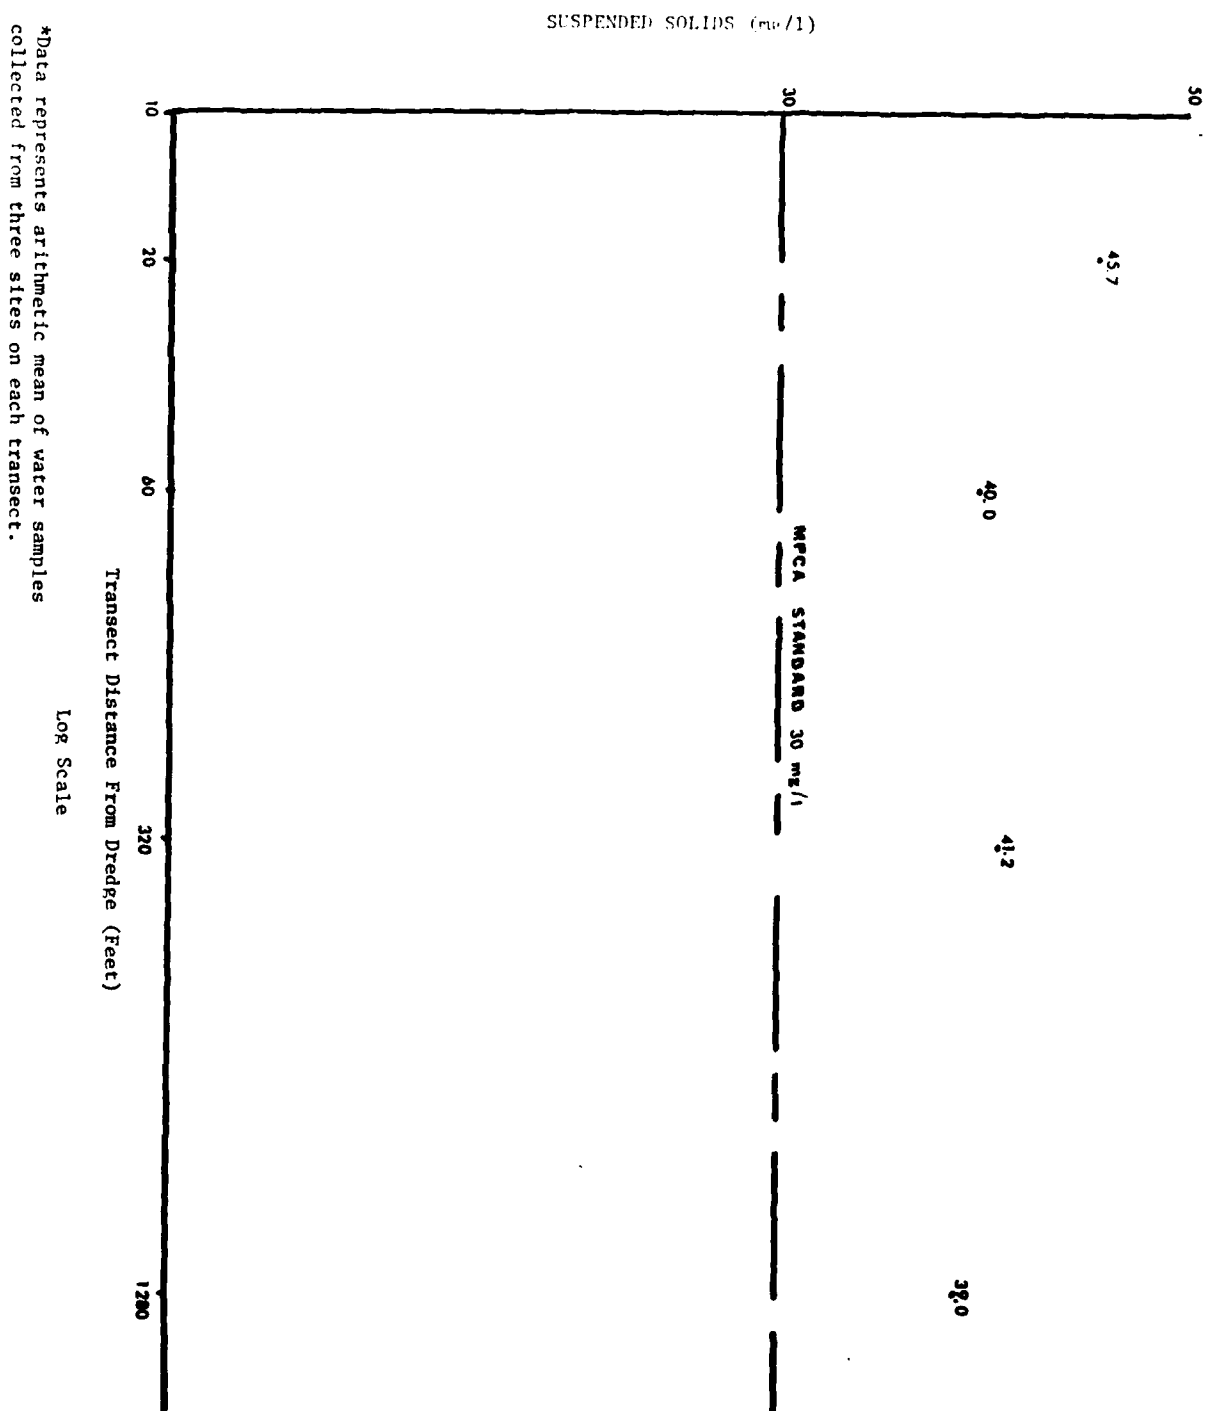 SUSPENDED SOLIDS (mg/l)
50
30
10
45.7
40.0
41.2
39.0
MPCA STANDARD 30 mg/l
20
60
320
1280
Transect Distance From Dredge (Feet)
Log Scale
*Data represents arithmetic mean of water samples
collected from three sites on each transect.